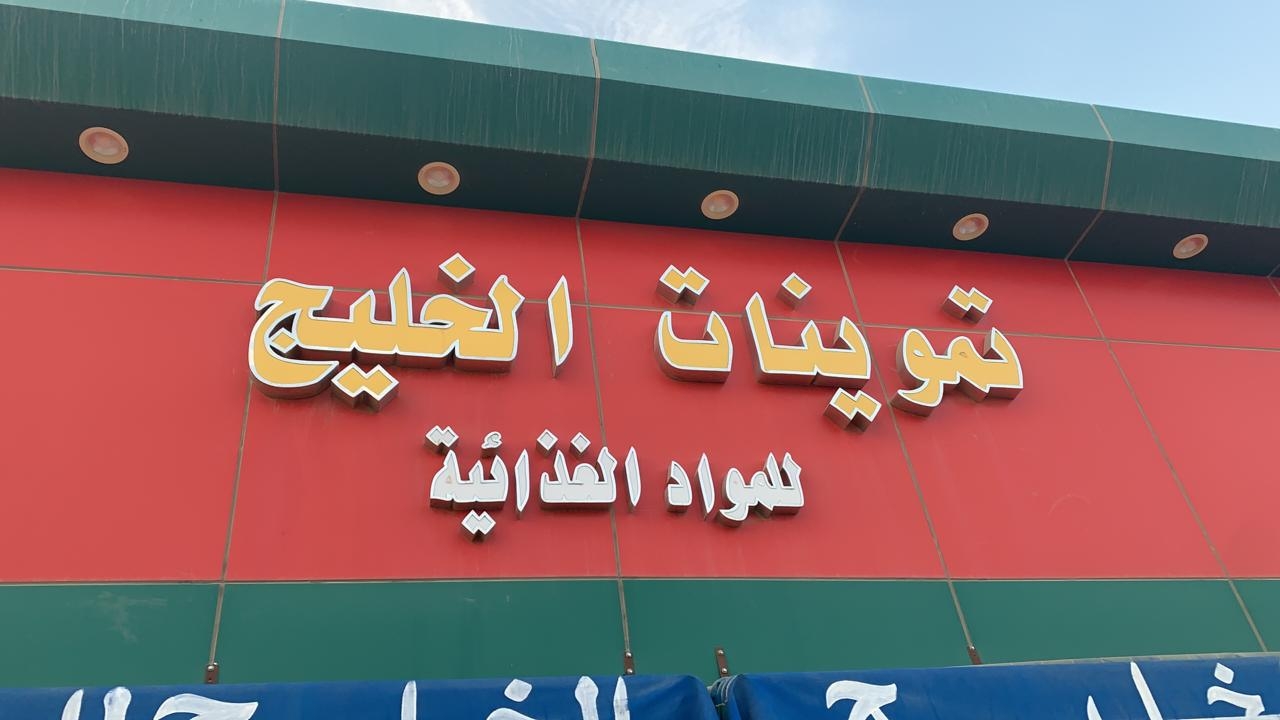 تموينات الخليج
للمواد الغذائية